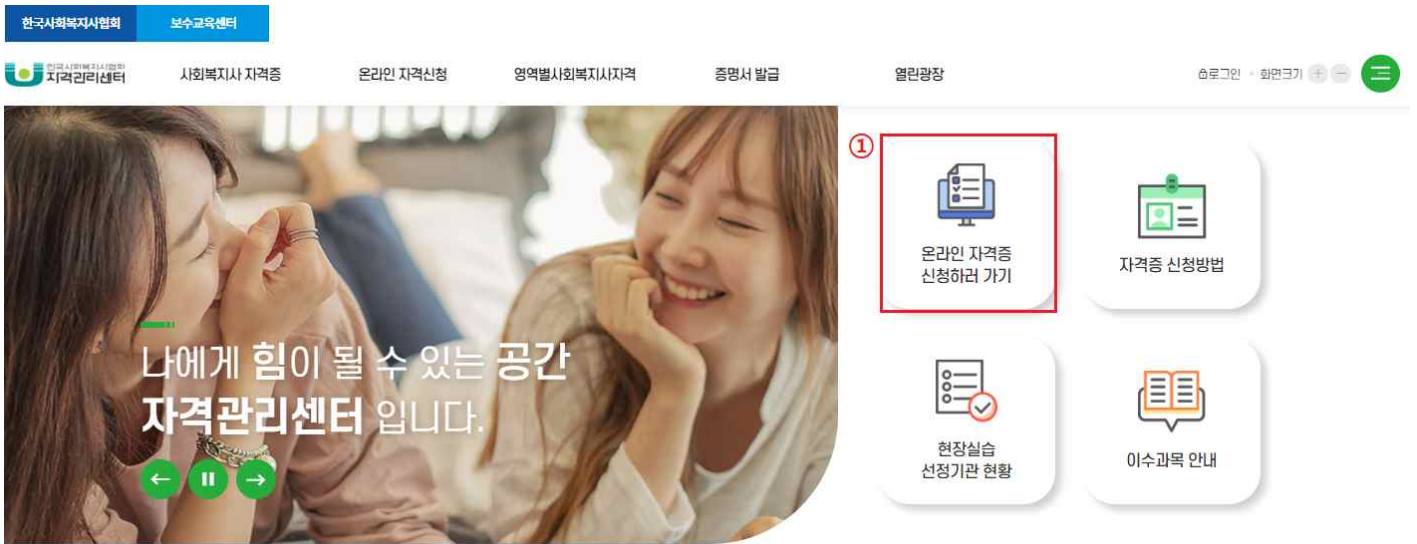 한국사회복지사협회
보수교육센터
한국사회복지사협회
자격관리센터
사회복지사 자격증
온라인 자격신청
영역별사회복지사자격
증명서 발급
열린광장
로그인
화면크기 + -
①
온라인 자격증
신청하러 가기
자격증 신청방법
나에게 힘이 될 수 있는 공간
자격관리센터 입니다.
현장실습
선정기관 현황
이수과목 안내